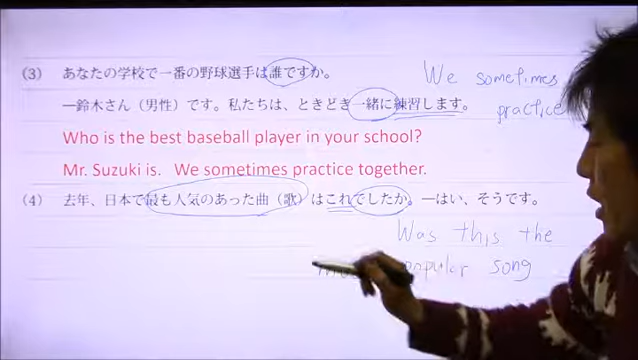 (3) あなたの学校で一番の野球選手は誰ですか。
We sometimes
ー鈴木さん（男性）です。私たちは、ときどき一緒に練習します。
practice
Who is the best baseball player in your school?
Mr. Suzuki is. We sometimes practice together.
(4) 去年、日本で最も人気のあった曲（歌）はこれでしたか。ーはい、そうです。
Was this the
popular song